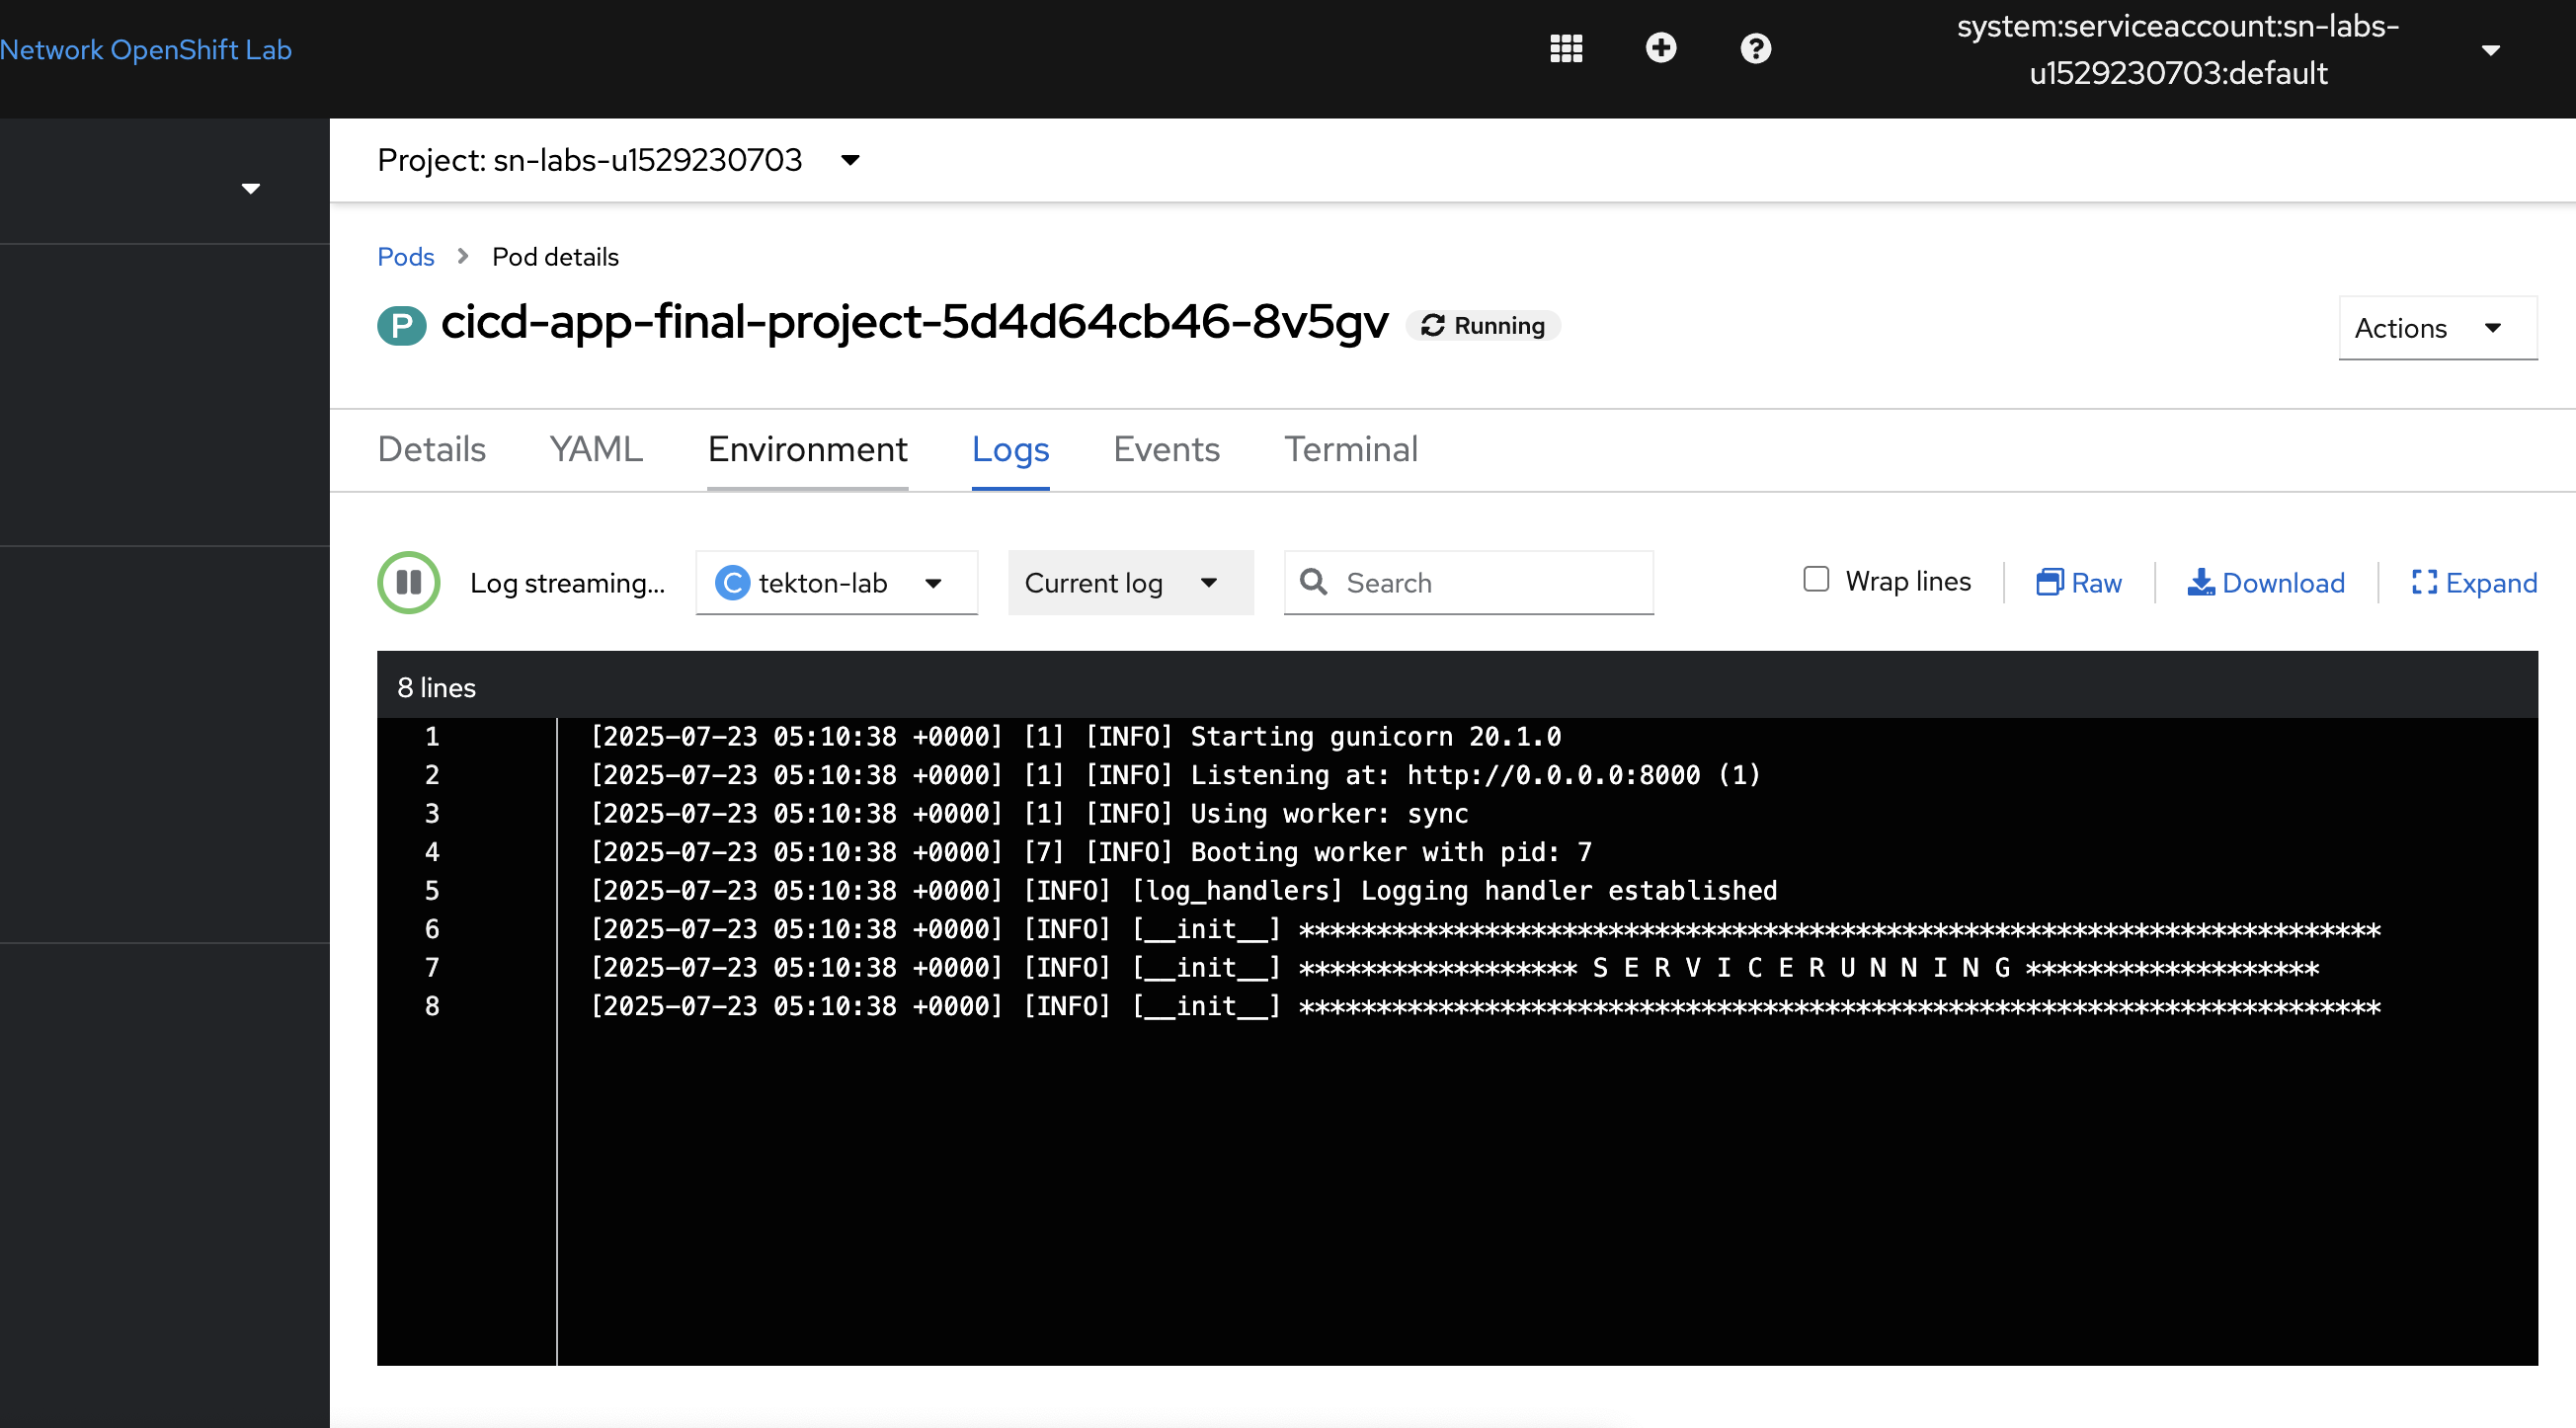 Network OpenShift Lab
system:serviceaccount:sn-labs-
u1529230703:default
Project: sn-labs-u1529230703
Pods > Pod details
P cicd-app-final-project-5d4d64cb46-8v5gv Running
Actions
Details YAML Environment Logs Events Terminal
Log streaming... C tekton-lab Current log Search Wrap lines Raw Download Expand
8 lines
1 [2025-07-23 05:10:38 +0000] [1] [INFO] Starting gunicorn 20.1.0
2 [2025-07-23 05:10:38 +0000] [1] [INFO] Listening at: http://0.0.0.0:8000 (1)
3 [2025-07-23 05:10:38 +0000] [1] [INFO] Using worker: sync
4 [2025-07-23 05:10:38 +0000] [7] [INFO] Booting worker with pid: 7
5 [2025-07-23 05:10:38 +0000] [INFO] [log_handlers] Logging handler established
6 [2025-07-23 05:10:38 +0000] [INFO] [__init__] **********************************************************************
7 [2025-07-23 05:10:38 +0000] [INFO] [__init__] ****************** S E R V I C E R U N N I N G *******************
8 [2025-07-23 05:10:38 +0000] [INFO] [__init__] **********************************************************************